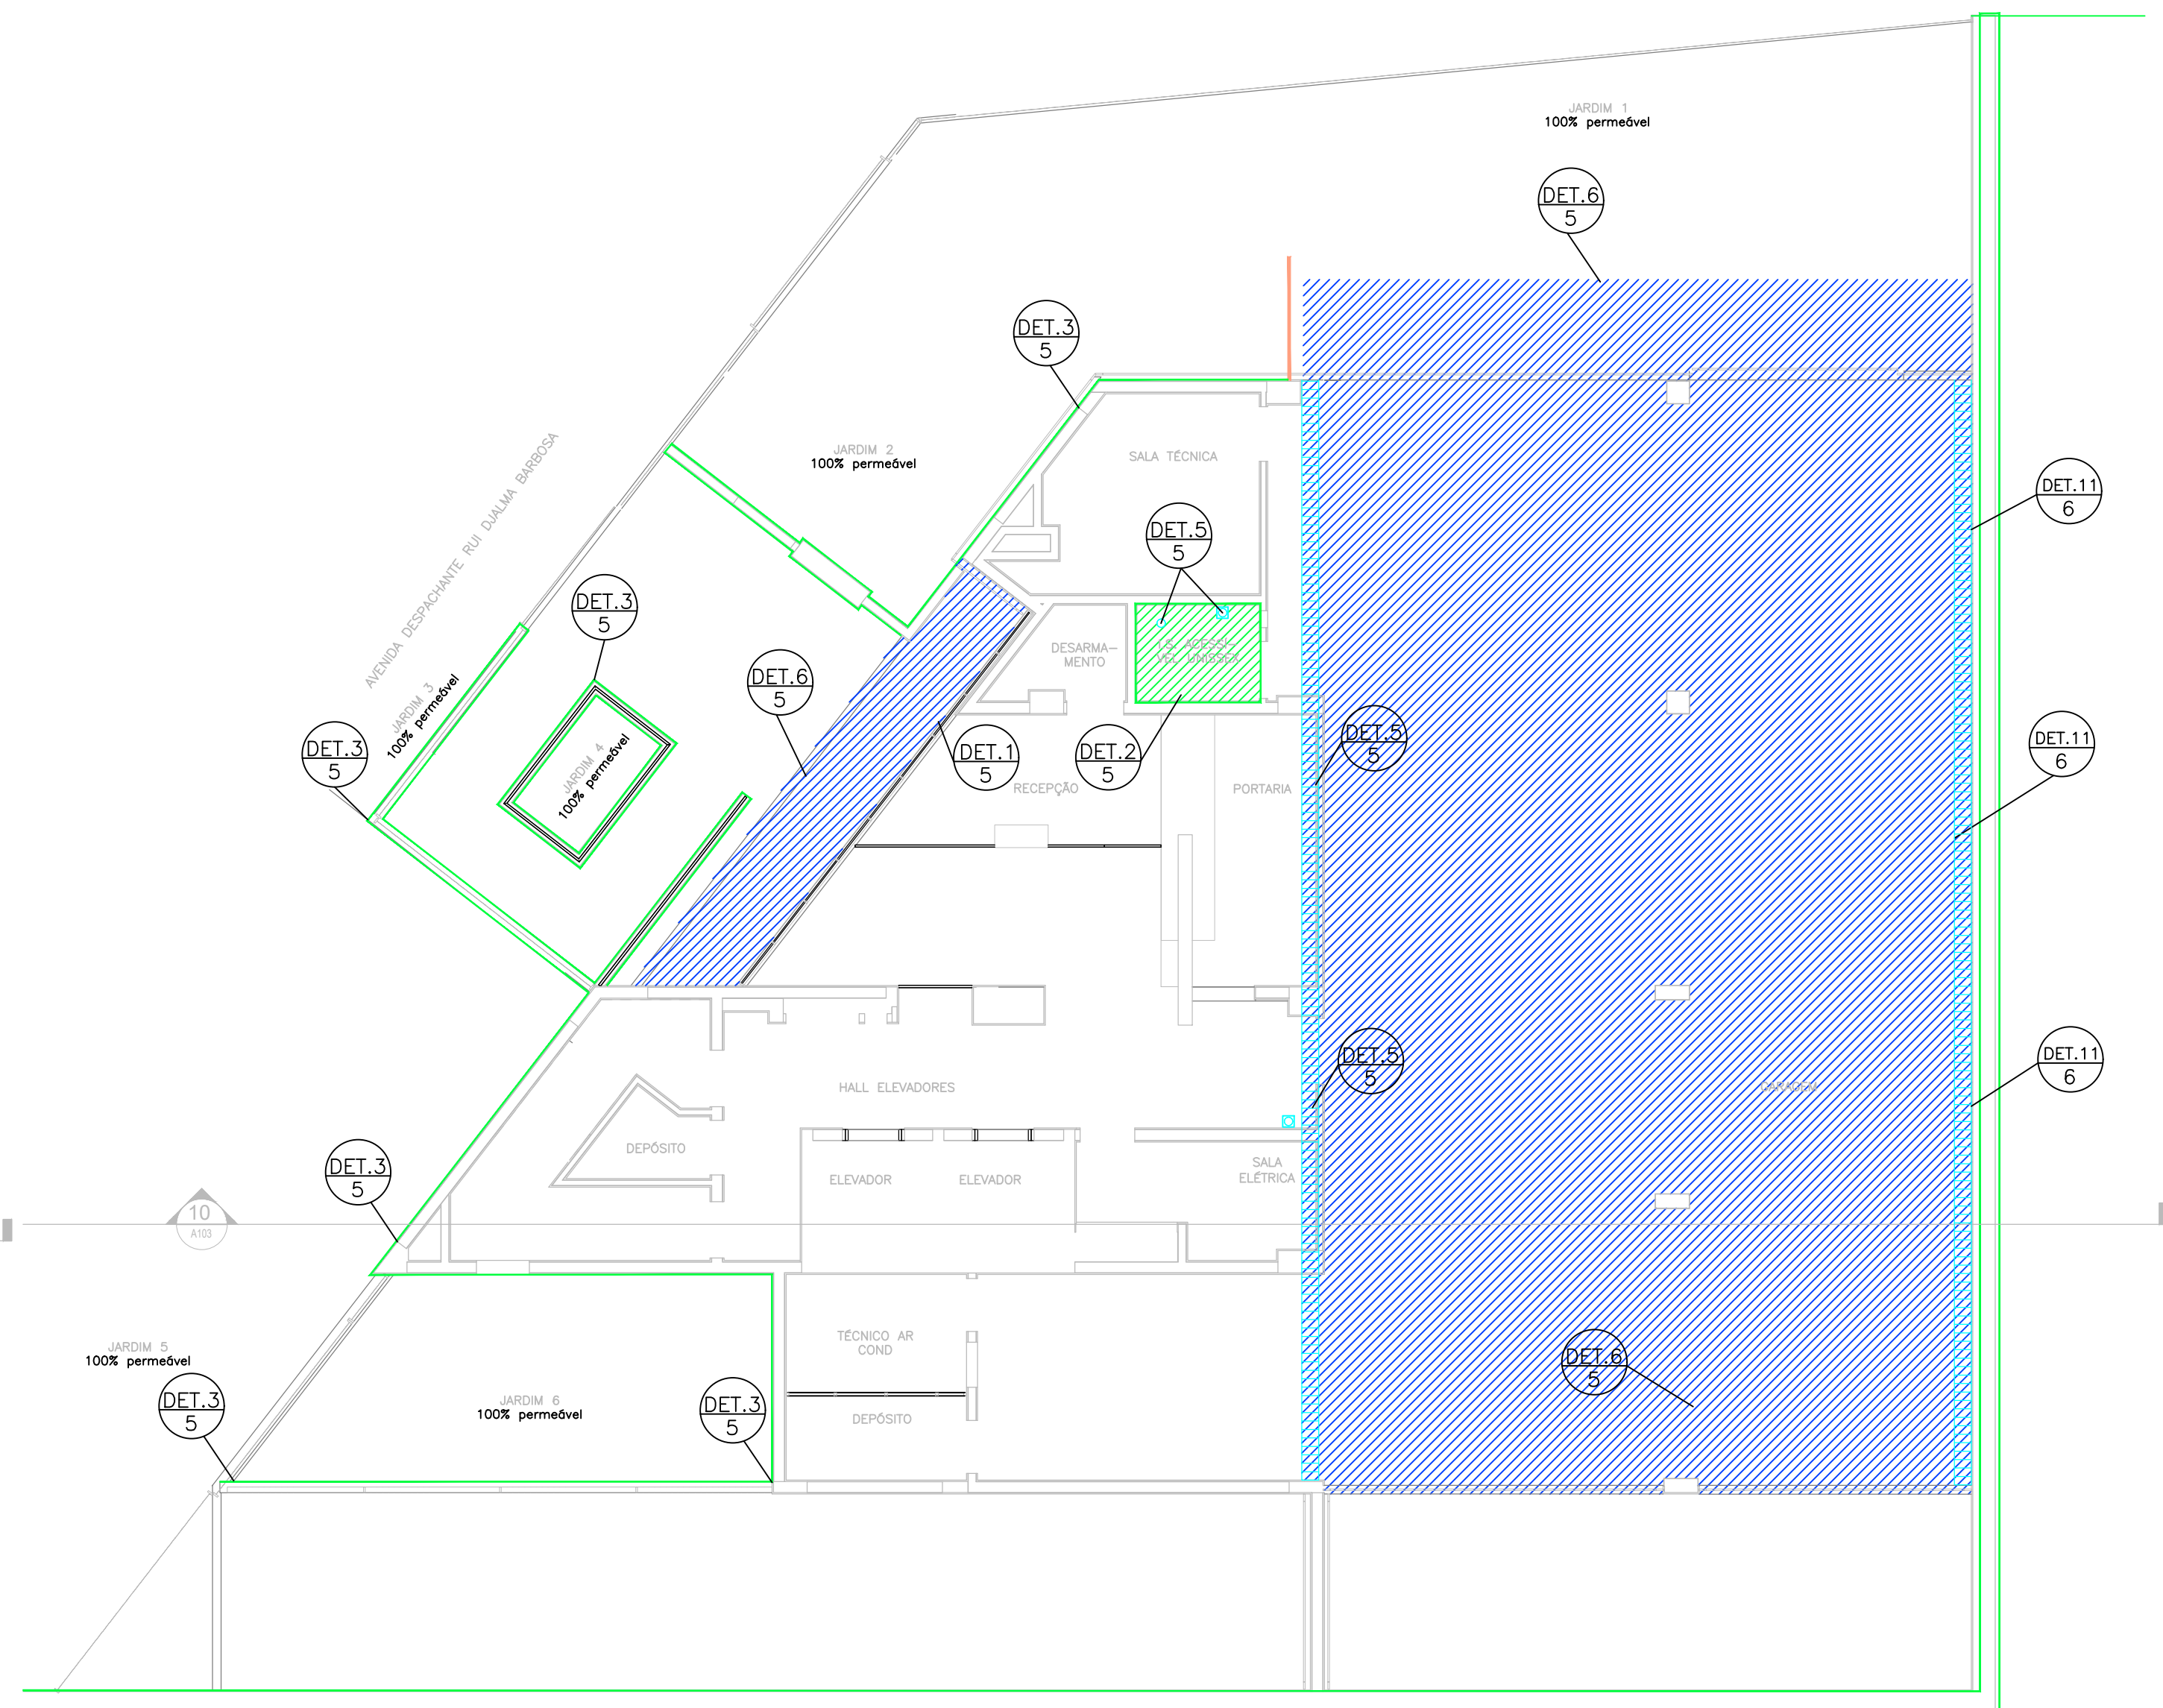 JARDIM 1
100% permeável
DET.6
5
DET.3
5
JARDIM 2
100% permeável
SALA TÉCNICA
DET.11
6
DET.5
5
AVENIDA DESPACHANTE RUI DJALMA BARBOSA
DET.3
5
DESARMA-
MENTO
I.S. ACESSÍ-
VEL UNISSEX
DET.6
5
JARDIM 3
100% permeável
DET.3
5
JARDIM 4
100% permeável
DET.1
5
DET.2
5
DET.5
5
DET.11
6
RECEPÇÃO
PORTARIA
DET.5
5
DET.11
6
HALL ELEVADORES
DEPÓSITO
DET.3
5
ELEVADOR
ELEVADOR
SALA
ELÉTRICA
10
A103
JARDIM 5
100% permeável
TÉCNICO AR
COND
DET.6
5
DET.3
5
JARDIM 6
100% permeável
DET.3
5
DEPÓSITO